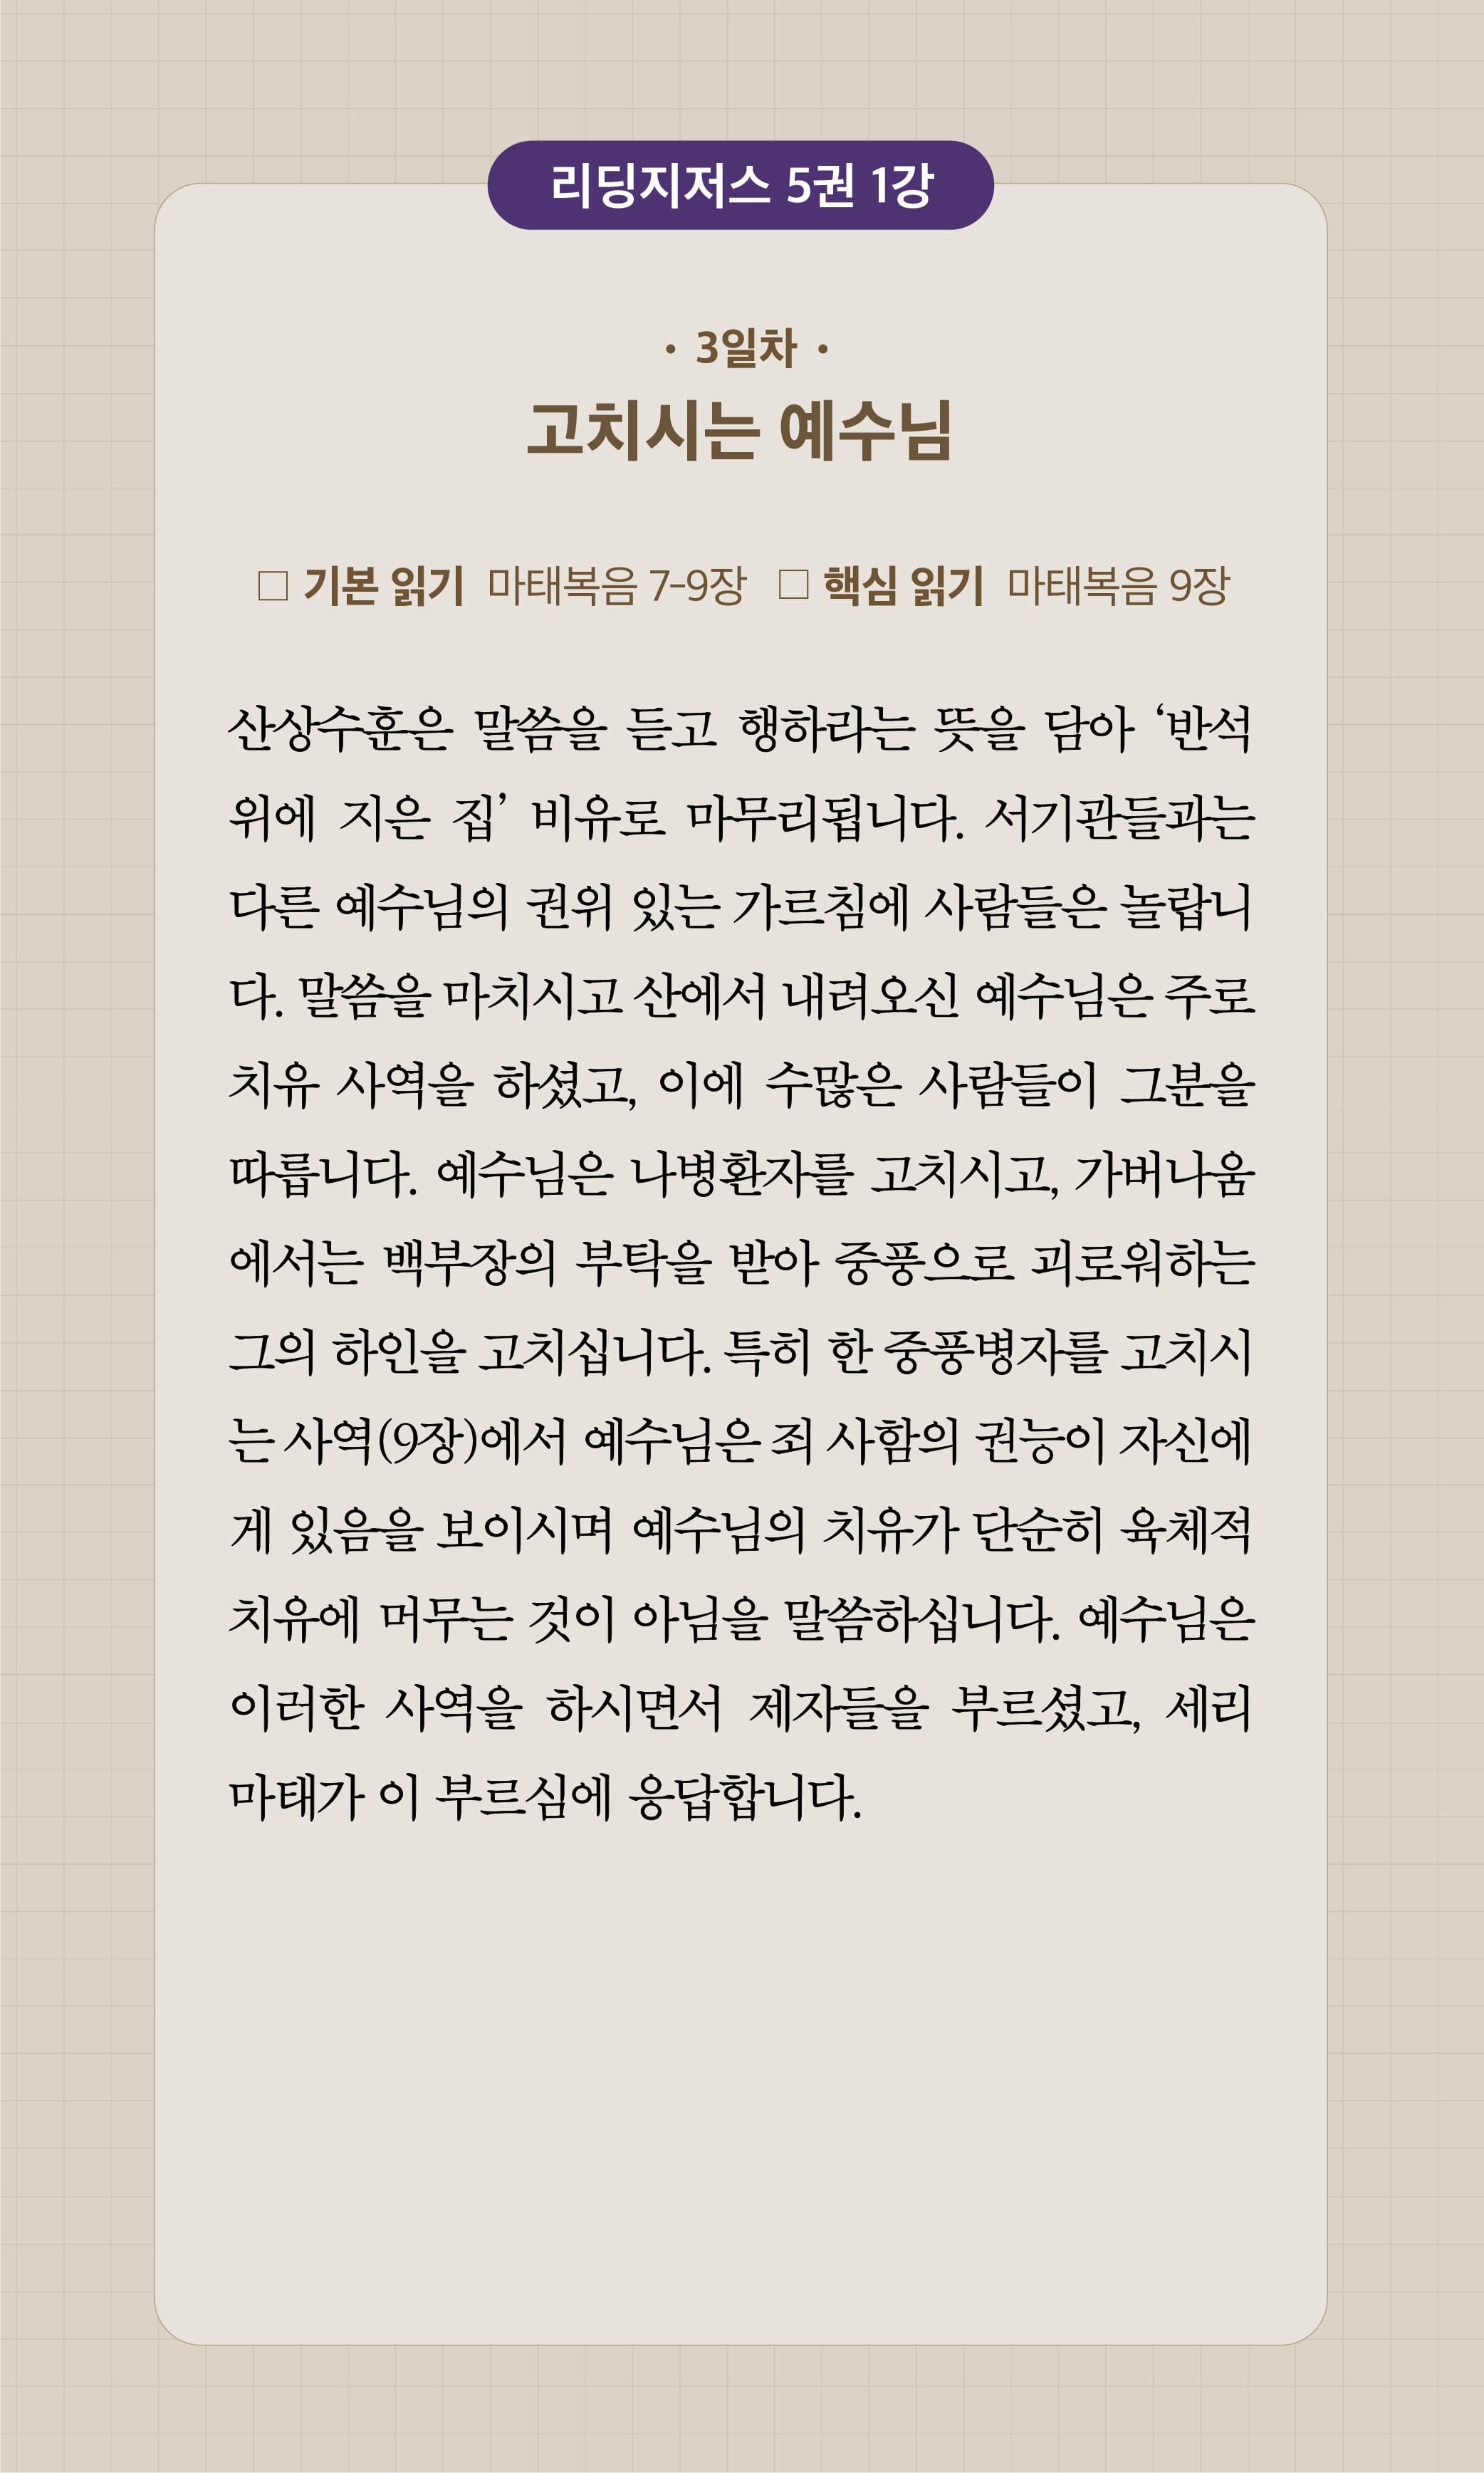 리딩지저스 5권 1강
· 3일차 ·
고치시는 예수님
□ 기본 읽기 마태복음 7-9장 □ 핵심 읽기 마태복음 9장
산상수훈은 말씀을 듣고 행하라는 뜻을 담아 ‘반석
위에 지은 집’ 비유로 마무리됩니다. 서기관들과는
다른 예수님의 권위 있는 가르침에 사람들은 놀랍니
다. 말씀을 마치시고 산에서 내려오신 예수님은 주로
치유 사역을 하셨고, 이에 수많은 사람들이 그분을
따릅니다. 예수님은 나병환자를 고치시고, 가버나움
에서는 백부장의 부탁을 받아 중풍으로 괴로워하는
그의 하인을 고치십니다. 특히 한 중풍병자를 고치시
는 사역(9장)에서 예수님은 죄 사함의 권능이 자신에
게 있음을 보이시며 예수님의 치유가 단순히 육체적
치유에 머무는 것이 아님을 말씀하십니다. 예수님은
이러한 사역을 하시면서 제자들을 부르셨고, 세리
마태가 이 부르심에 응답합니다.